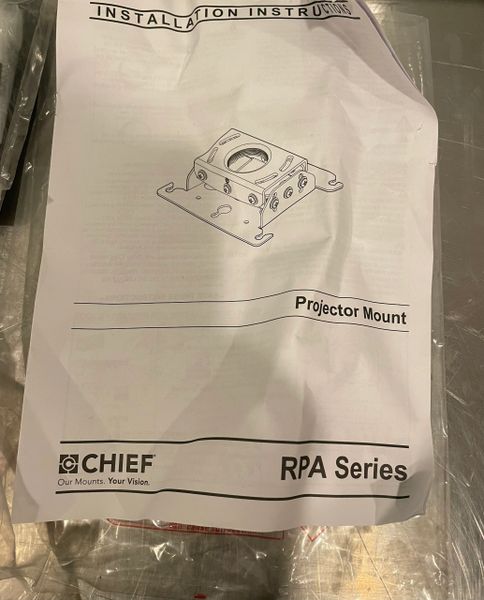 INSTALLATION INSTRUCTIONS
Projector Mount
CHIEF®
Our Mounts. Your Vision.
RPA Series